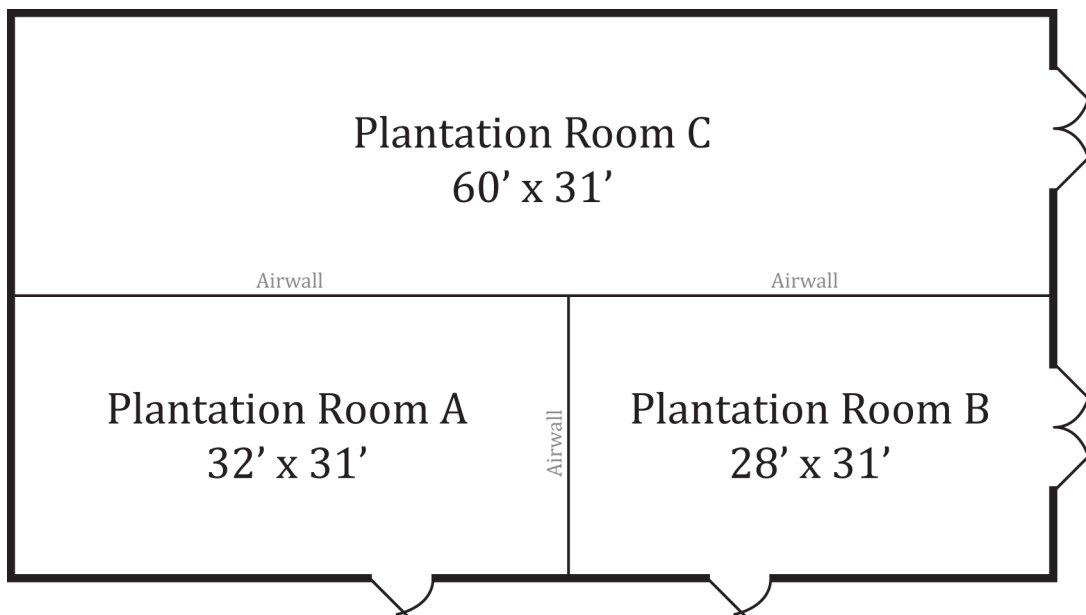 Plantation Room C
60’ x 31’
Airwall
Airwall
Plantation Room A
32’ x 31’
Airwall
Plantation Room B
28’ x 31’